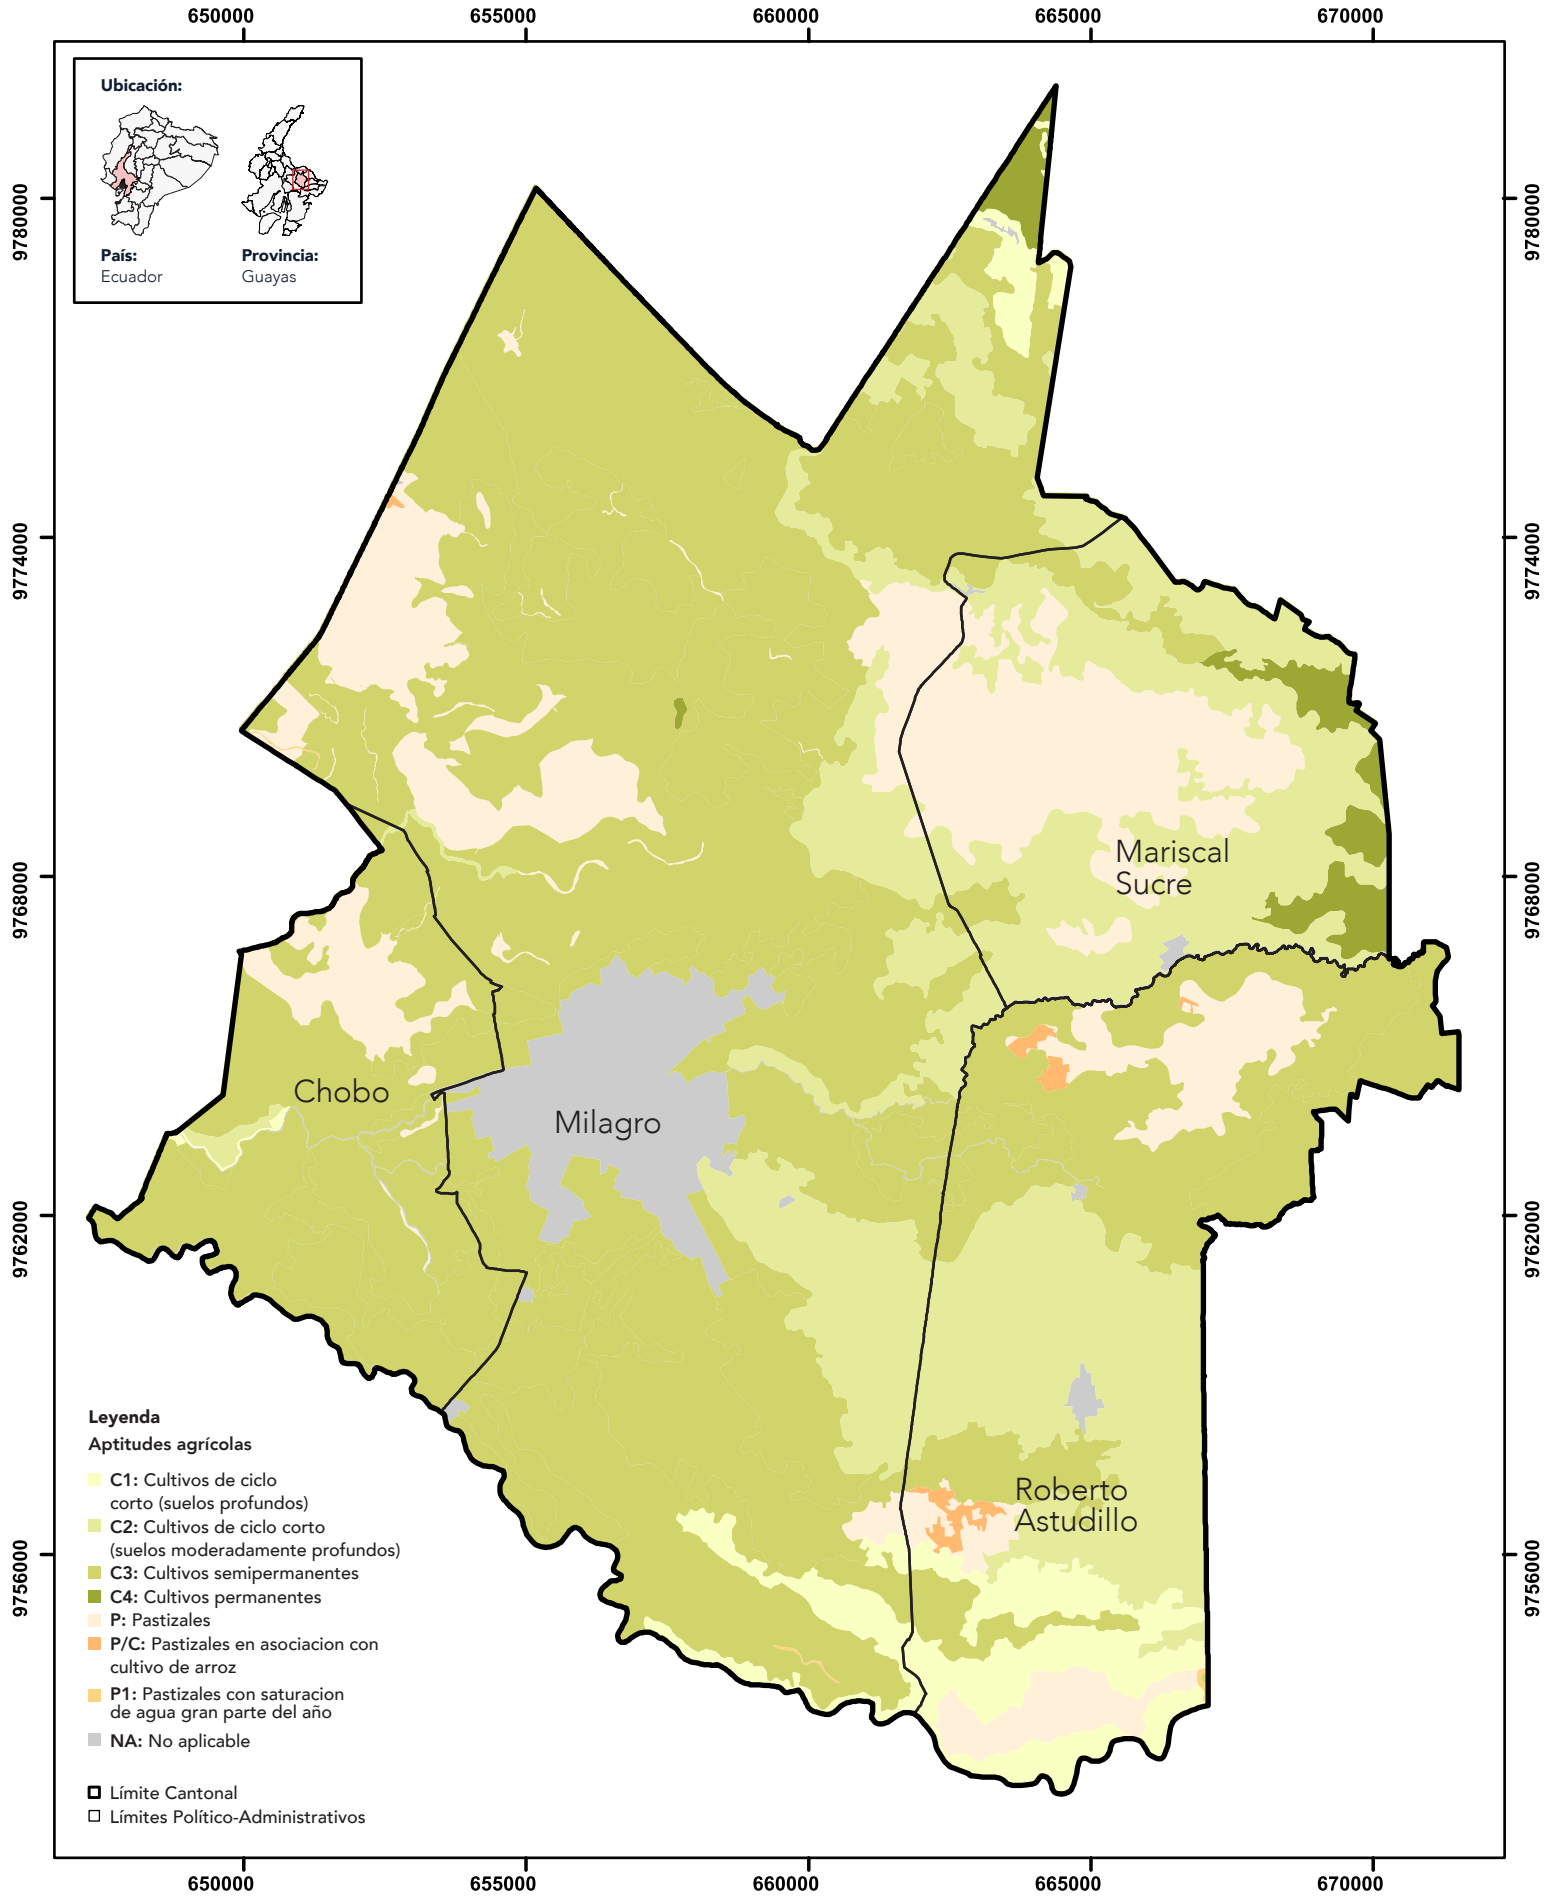 650000
655000
660000
665000
670000
Ubicación:
País:
Ecuador
Provincia:
Guayas
9780000
9780000
9774000
9774000
9768000
9768000
9762000
9762000
9756000
9756000
Mariscal
Sucre
Chobo
Milagro
Roberto
Astudillo
Leyenda
Aptitudes agrícolas
C1: Cultivos de ciclo
corto (suelos profundos)
C2: Cultivos de ciclo corto
(suelos moderadamente profundos)
C3: Cultivos semipermanentes
C4: Cultivos permanentes
P: Pastizales
P/C: Pastizales en asociacion con
cultivo de arroz
P1: Pastizales con saturacion
de agua gran parte del año
NA: No aplicable
Límite Cantonal
Límites Político-Administrativos
650000
655000
660000
665000
670000